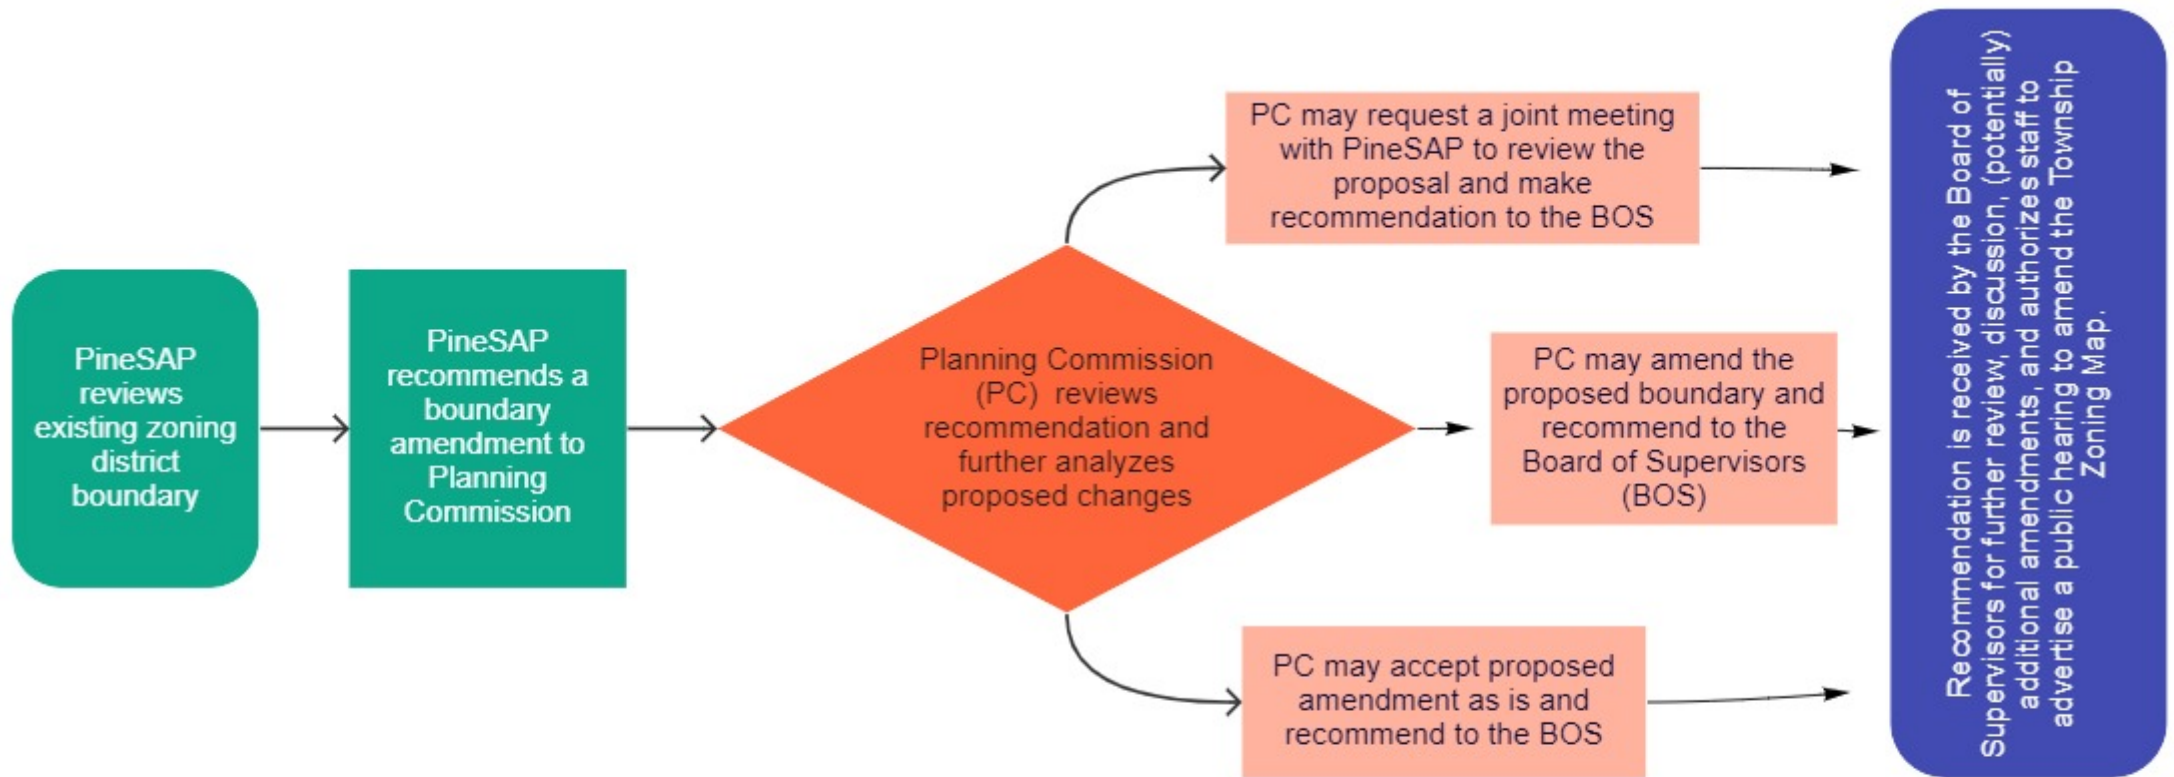 PineSAP
reviews
existing zoning
district
boundary
PineSAP
recommends a
boundary
amendment to
Planning
Commission
Planning Commission
(PC) reviews
recommendation and
further analyzes
proposed changes
PC may request a joint meeting
with PineSAP to review the
proposal and make
recommendation to the BOS
PC may amend the
proposed boundary and
recommend to the
Board of Supervisors
(BOS)
PC may accept proposed
amendment as is and
recommend to the BOS
Recommendation is received by the Board of
Supervisors for further review, discussion, (potentially)
additional amendments, and authorizes staff to
advertise a public hearing to amend the Township
Zoning Map.